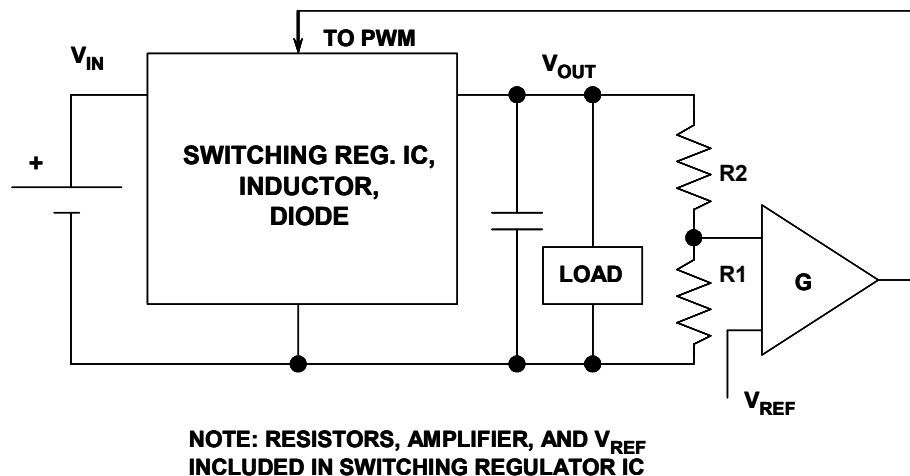 TO PWM
VIN
VOUT
+
SWITCHING REG. IC,
INDUCTOR,
DIODE
R2
LOAD
R1
G
VREF
NOTE: RESISTORS, AMPLIFIER, AND VREF
INCLUDED IN SWITCHING REGULATOR IC